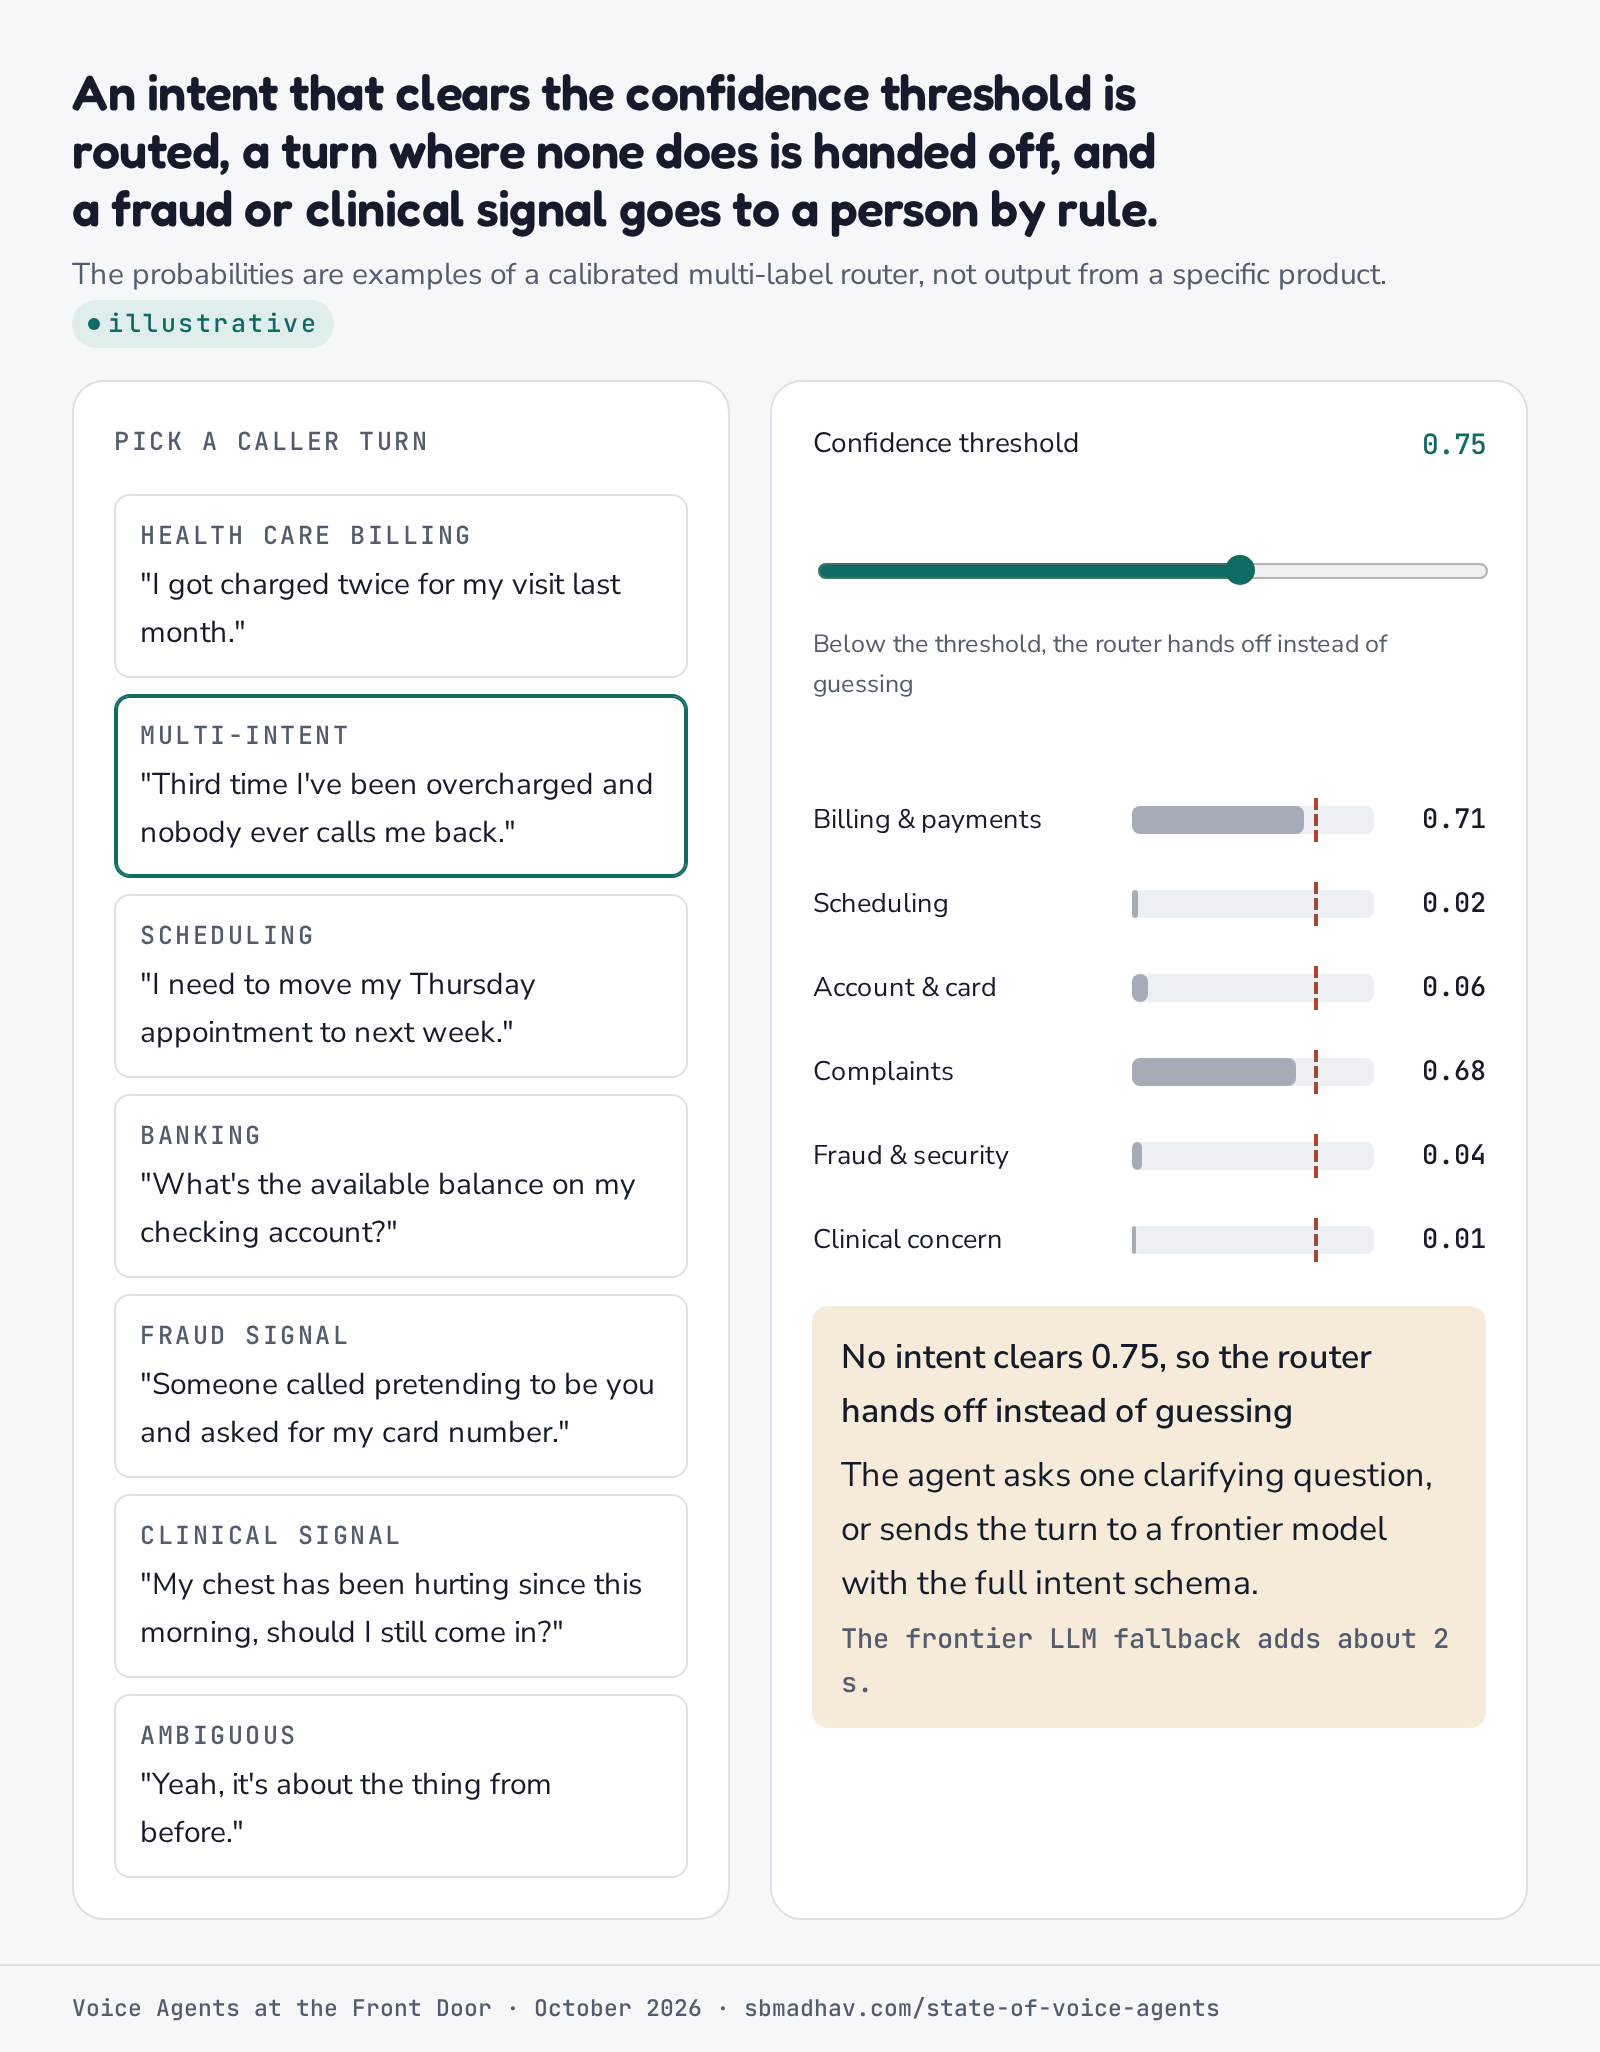 An intent that clears the confidence threshold is
routed, a turn where none does is handed off, and
a fraud or clinical signal goes to a person by rule.
The probabilities are examples of a calibrated multi-label router, not output from a specific product.
illustrative
PICK A CALLER TURN
HEALTH CARE BILLING
"I got charged twice for my visit last
month."
MULTI-INTENT
"Third time I've been overcharged and
nobody ever calls me back."
SCHEDULING
"I need to move my Thursday
appointment to next week."
BANKING
"What's the available balance on my
checking account?"
FRAUD SIGNAL
"Someone called pretending to be you
and asked for my card number."
CLINICAL SIGNAL
"My chest has been hurting since this
morning, should I still come in?"
AMBIGUOUS
"Yeah, it's about the thing from
before."
Confidence threshold 0.75
Below the threshold, the router hands off instead of
guessing
Billing & payments 0.71
Scheduling 0.02
Account & card 0.06
Complaints 0.68
Fraud & security 0.04
Clinical concern 0.01
No intent clears 0.75, so the router
hands off instead of guessing
The agent asks one clarifying question,
or sends the turn to a frontier model
with the full intent schema.
The frontier LLM fallback adds about 2
s.
Voice Agents at the Front Door · October 2026 · sbmadhav.com/state-of-voice-agents